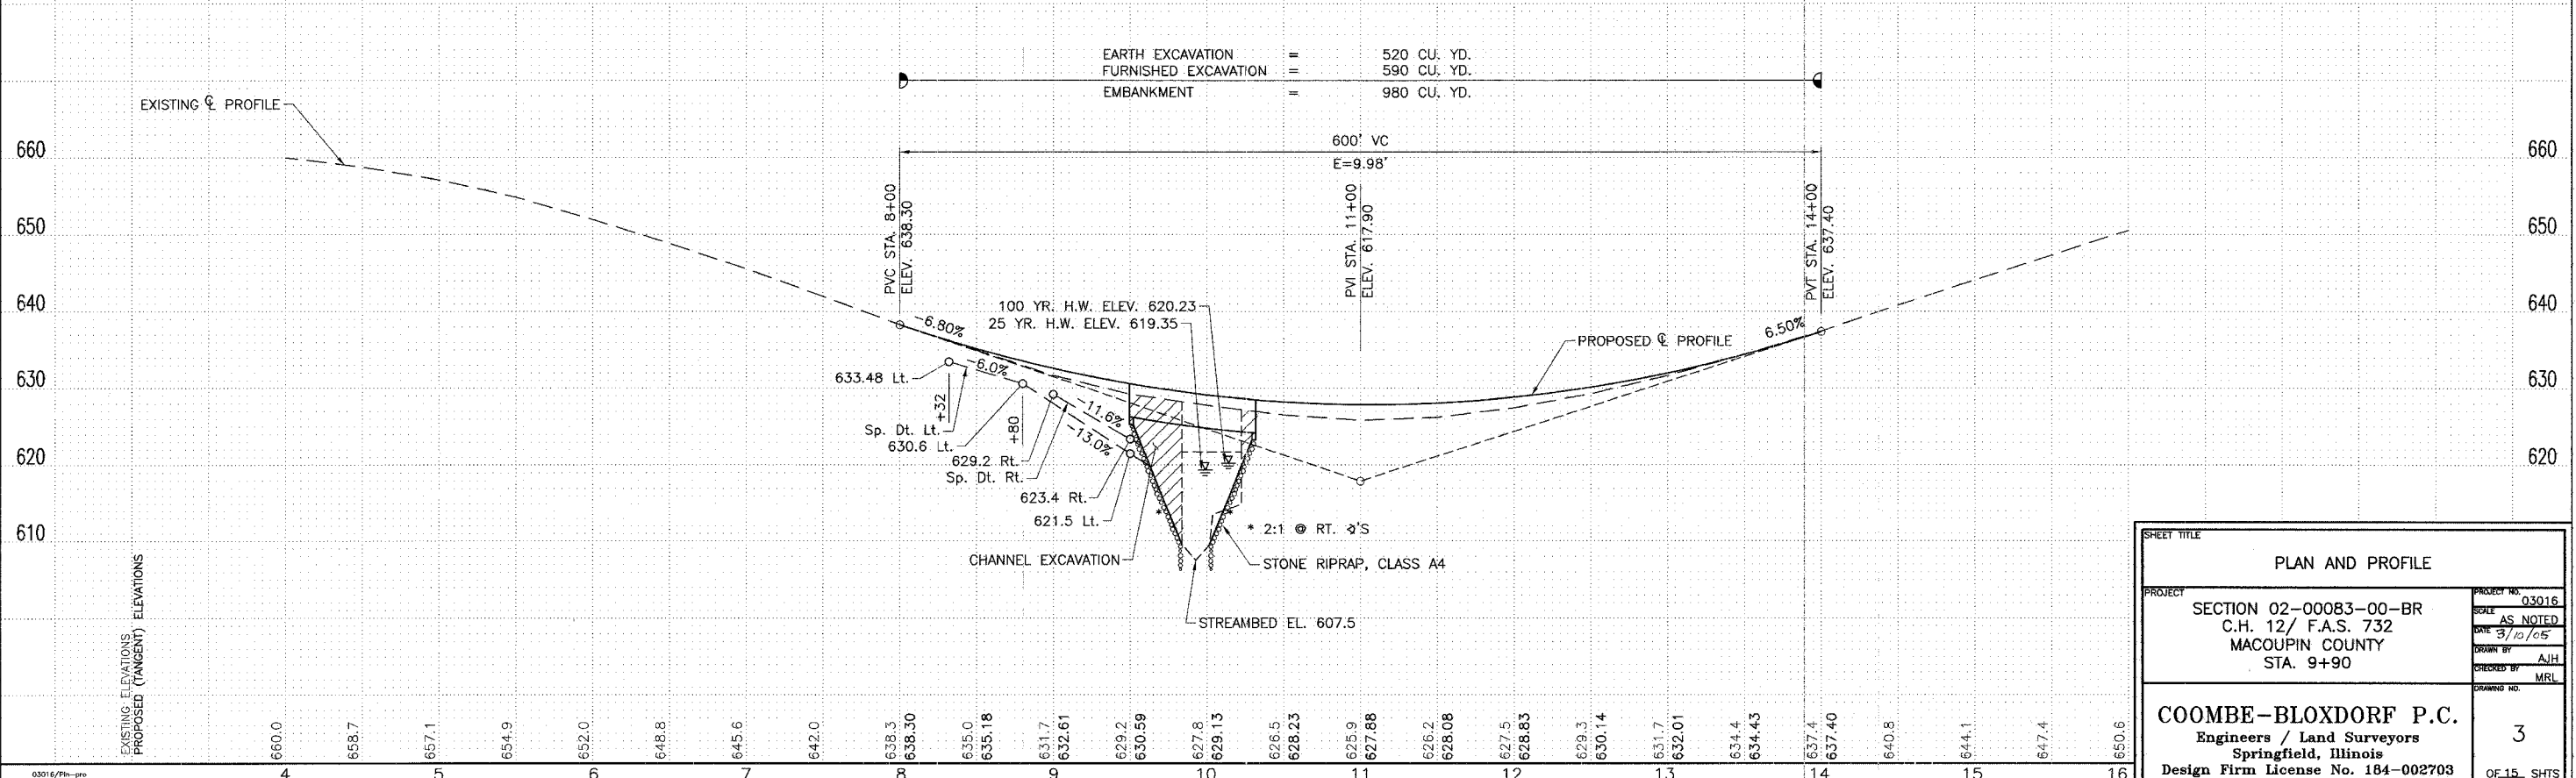 EARTH EXCAVATION = 520 CU. YD.
FURNISHED EXCAVATION = 590 CU. YD.
EMBANKMENT = 980 CU. YD.
EXISTING ℄ PROFILE
600' VC
E=9.98'
660
650
640
630
620
610
660
650
640
630
620
PVC STA. 8+00
ELEV. 638.30
PVI STA. 11+00
ELEV. 617.90
PVT STA. 14+00
ELEV. 637.40
100 YR. H.W. ELEV. 620.23
25 YR. H.W. ELEV. 619.35
-6.80%
6.50%
PROPOSED ℄ PROFILE
633.48 Lt.
-6.0%
+32
+80
Sp. Dt. Lt.
630.6 Lt.
-11.6%
-13.0%
629.2 Rt.
Sp. Dt. Rt.
623.4 Rt.
621.5 Lt.
*
*
* 2:1 @ RT. ∢'S
CHANNEL EXCAVATION
STONE RIPRAP, CLASS A4
STREAMBED EL. 607.5
EXISTING ELEVATIONS
PROPOSED (TANGENT) ELEVATIONS
660.0
658.7
657.1
654.9
652.0
648.8
645.6
642.0
638.3
638.30
635.0
635.18
631.7
632.61
629.2
630.59
627.8
629.13
626.5
628.23
625.9
627.88
626.2
628.08
627.5
628.83
629.3
630.14
631.7
632.01
634.4
634.43
637.4
637.40
640.8
644.1
647.4
650.6
4 5 6 7 8 9 10 11 12 13 14 15 16
03016/Pln-pro
SHEET TITLE
PLAN AND PROFILE
PROJECT
SECTION 02-00083-00-BR
C.H. 12/ F.A.S. 732
MACOUPIN COUNTY
STA. 9+90
PROJECT NO. 03016
SCALE AS NOTED
DATE 3/10/05
DRAWN BY AJH
CHECKED BY MRL
DRAWING NO.
3
OF 15 SHTS
COOMBE-BLOXDORF P.C.
Engineers / Land Surveyors
Springfield, Illinois
Design Firm License No. 184-002703